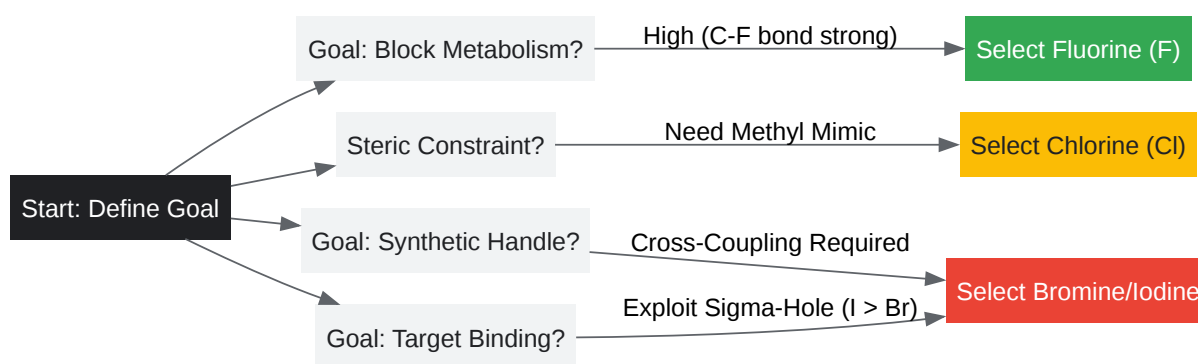 Goal: Block Metabolism?
High (C-F bond strong)
Select Fluorine (F)
Steric Constraint?
Need Methyl Mimic
Select Chlorine (Cl)
Start: Define Goal
Goal: Synthetic Handle?
Cross-Coupling Required
Select Bromine/Iodine
Exploit Sigma-Hole (I > Br)
Goal: Target Binding?